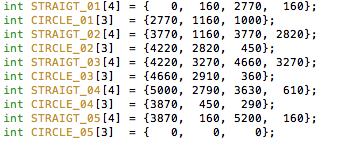 int STRAIGT_01[4] = {   0,  160, 2770,  160};
int CIRCLE_01[3]  = {2770, 1160, 1000};
int STRAIGT_02[4] = {3770, 1160, 3770, 2820};
int CIRCLE_02[3]  = {4220, 2820,  450};
int STRAIGT_03[4] = {4220, 3270, 4660, 3270};
int CIRCLE_03[3]  = {4660, 2910,  360};
int STRAIGT_04[4] = {5000, 2790, 3630,  610};
int CIRCLE_04[3]  = {3870,  450,  290};
int STRAIGT_05[4] = {3870,  160, 5200,  160};
int CIRCLE_05[3]  = {   0,    0,    0};